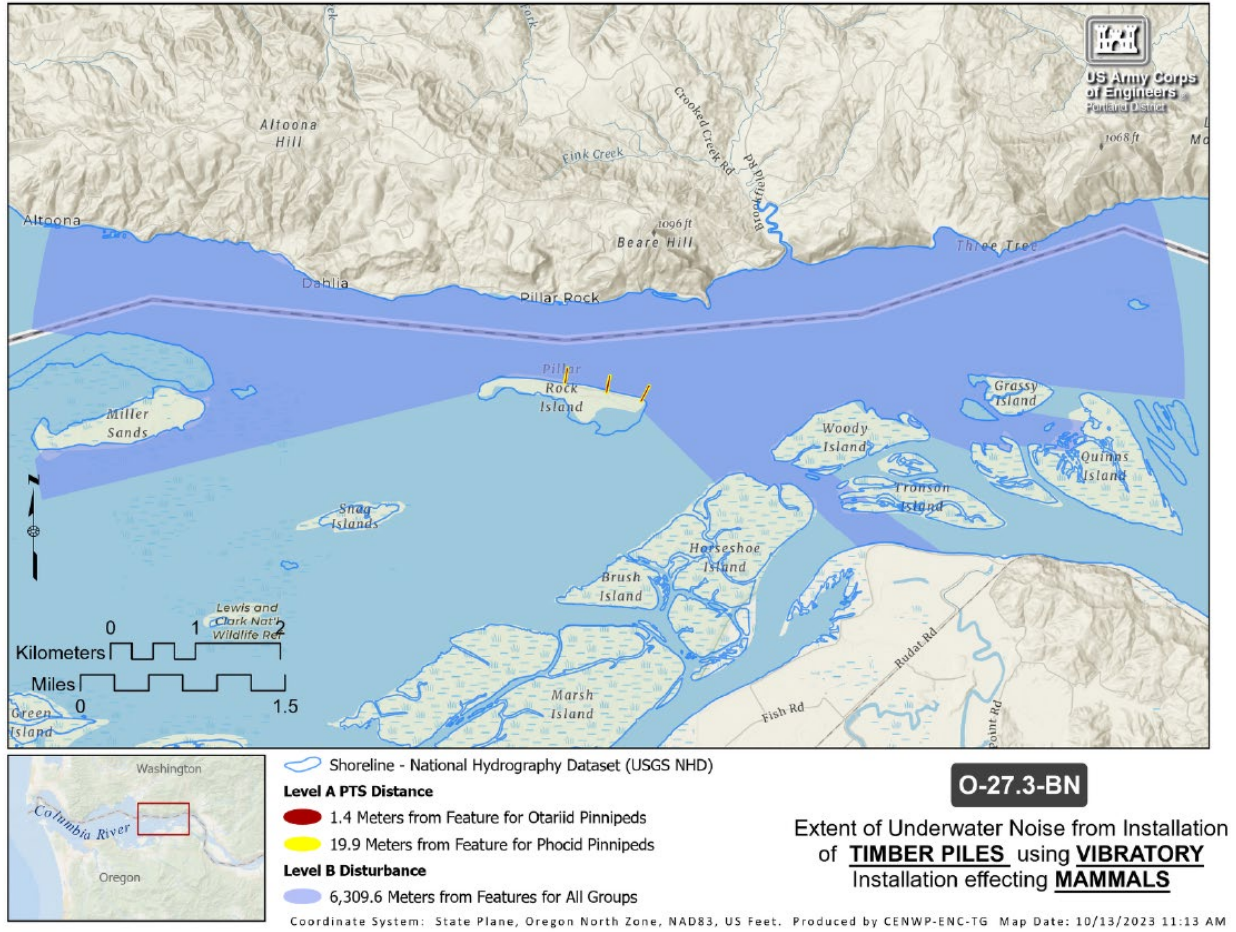 US Army Corps
of Engineers
Portland District
Crooked Creek Rd
1068 ft
Altoona
Hill
Eink Creek
Brookfield Rd
Altoona
1096 ft
Beare Hill
Three Tree
Dahlia
Pillar Rock
Pillar
Rock
Island
Grassy
Island
Miller
Sands
Woody
Island
Quinns
Island
Tronson
Island
Snag
Islands
N
Horseshoe
Island
Brush
Island
Lewis and
Clark Nat'l
Wildlife Ref
0 1 2
Kilometers
Miles
0 1.5
Rudat Rd
Marsh
Island
Fish Rd
Point Rd
Green
Island
Washington
Columbia River
Oregon
Shoreline - National Hydrography Dataset (USGS NHD)
Level A PTS Distance
1.4 Meters from Feature for Otariid Pinnipeds
19.9 Meters from Feature for Phocid Pinnipeds
Level B Disturbance
6,309.6 Meters from Features for All Groups
O-27.3-BN
Extent of Underwater Noise from Installation
of TIMBER PILES using VIBRATORY
Installation effecting MAMMALS
Coordinate System: State Plane, Oregon North Zone, NAD83, US Feet. Produced by CENWP-ENC-TG Map Date: 10/13/2023 11:13 AM